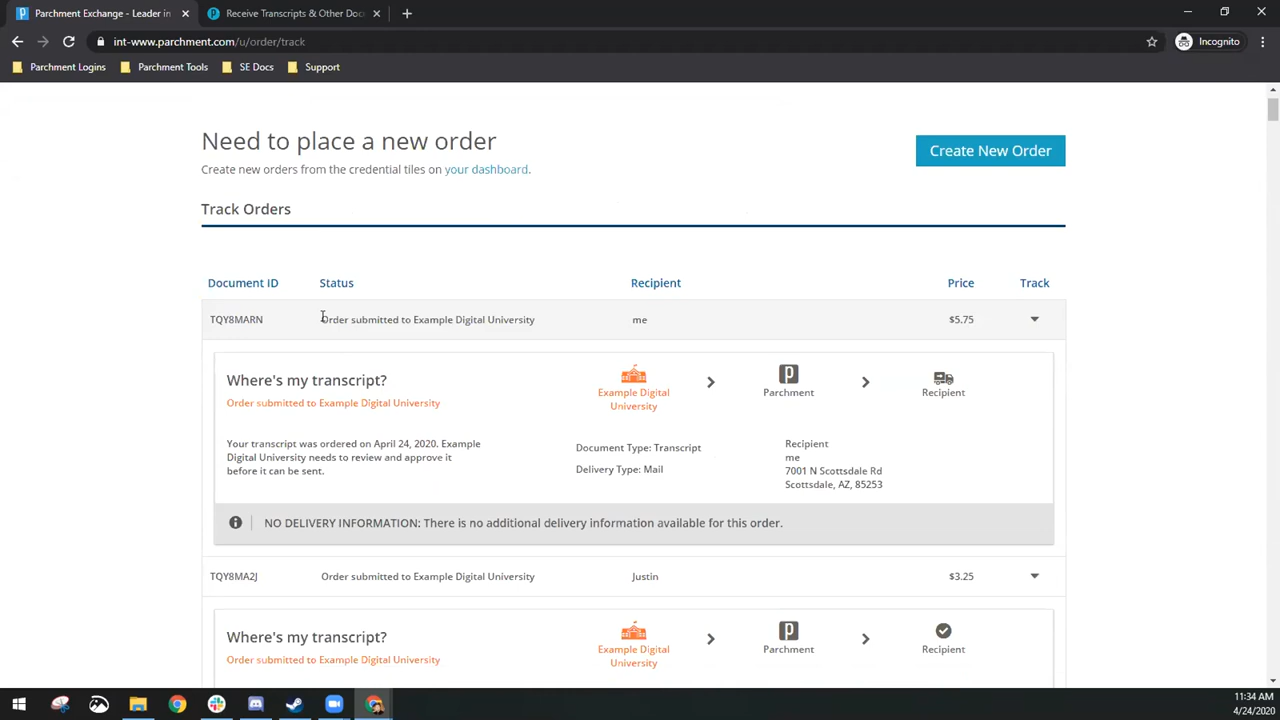 Parchment Exchange - Leader in
Receive Transcripts & Other Doc
int-www.parchment.com/u/order/track
Incognito
Parchment Logins
Parchment Tools
SE Docs
Support
Need to place a new order
Create New Order
Create new orders from the credential tiles on your dashboard.
Track Orders
Document ID Status Recipient Price Track
TQY8MARN Order submitted to Example Digital University me $5.75
Where's my transcript?
Order submitted to Example Digital University
Example Digital
University
Parchment
Recipient
Your transcript was ordered on April 24, 2020. Example
Digital University needs to review and approve it
before it can be sent.
Document Type: Transcript
Delivery Type: Mail
Recipient
me
7001 N Scottsdale Rd
Scottsdale, AZ, 85253
NO DELIVERY INFORMATION: There is no additional delivery information available for this order.
TQY8MA2J Order submitted to Example Digital University Justin $3.25
Where's my transcript?
Order submitted to Example Digital University
Example Digital
University
Parchment
Recipient
11:34 AM
4/24/2020